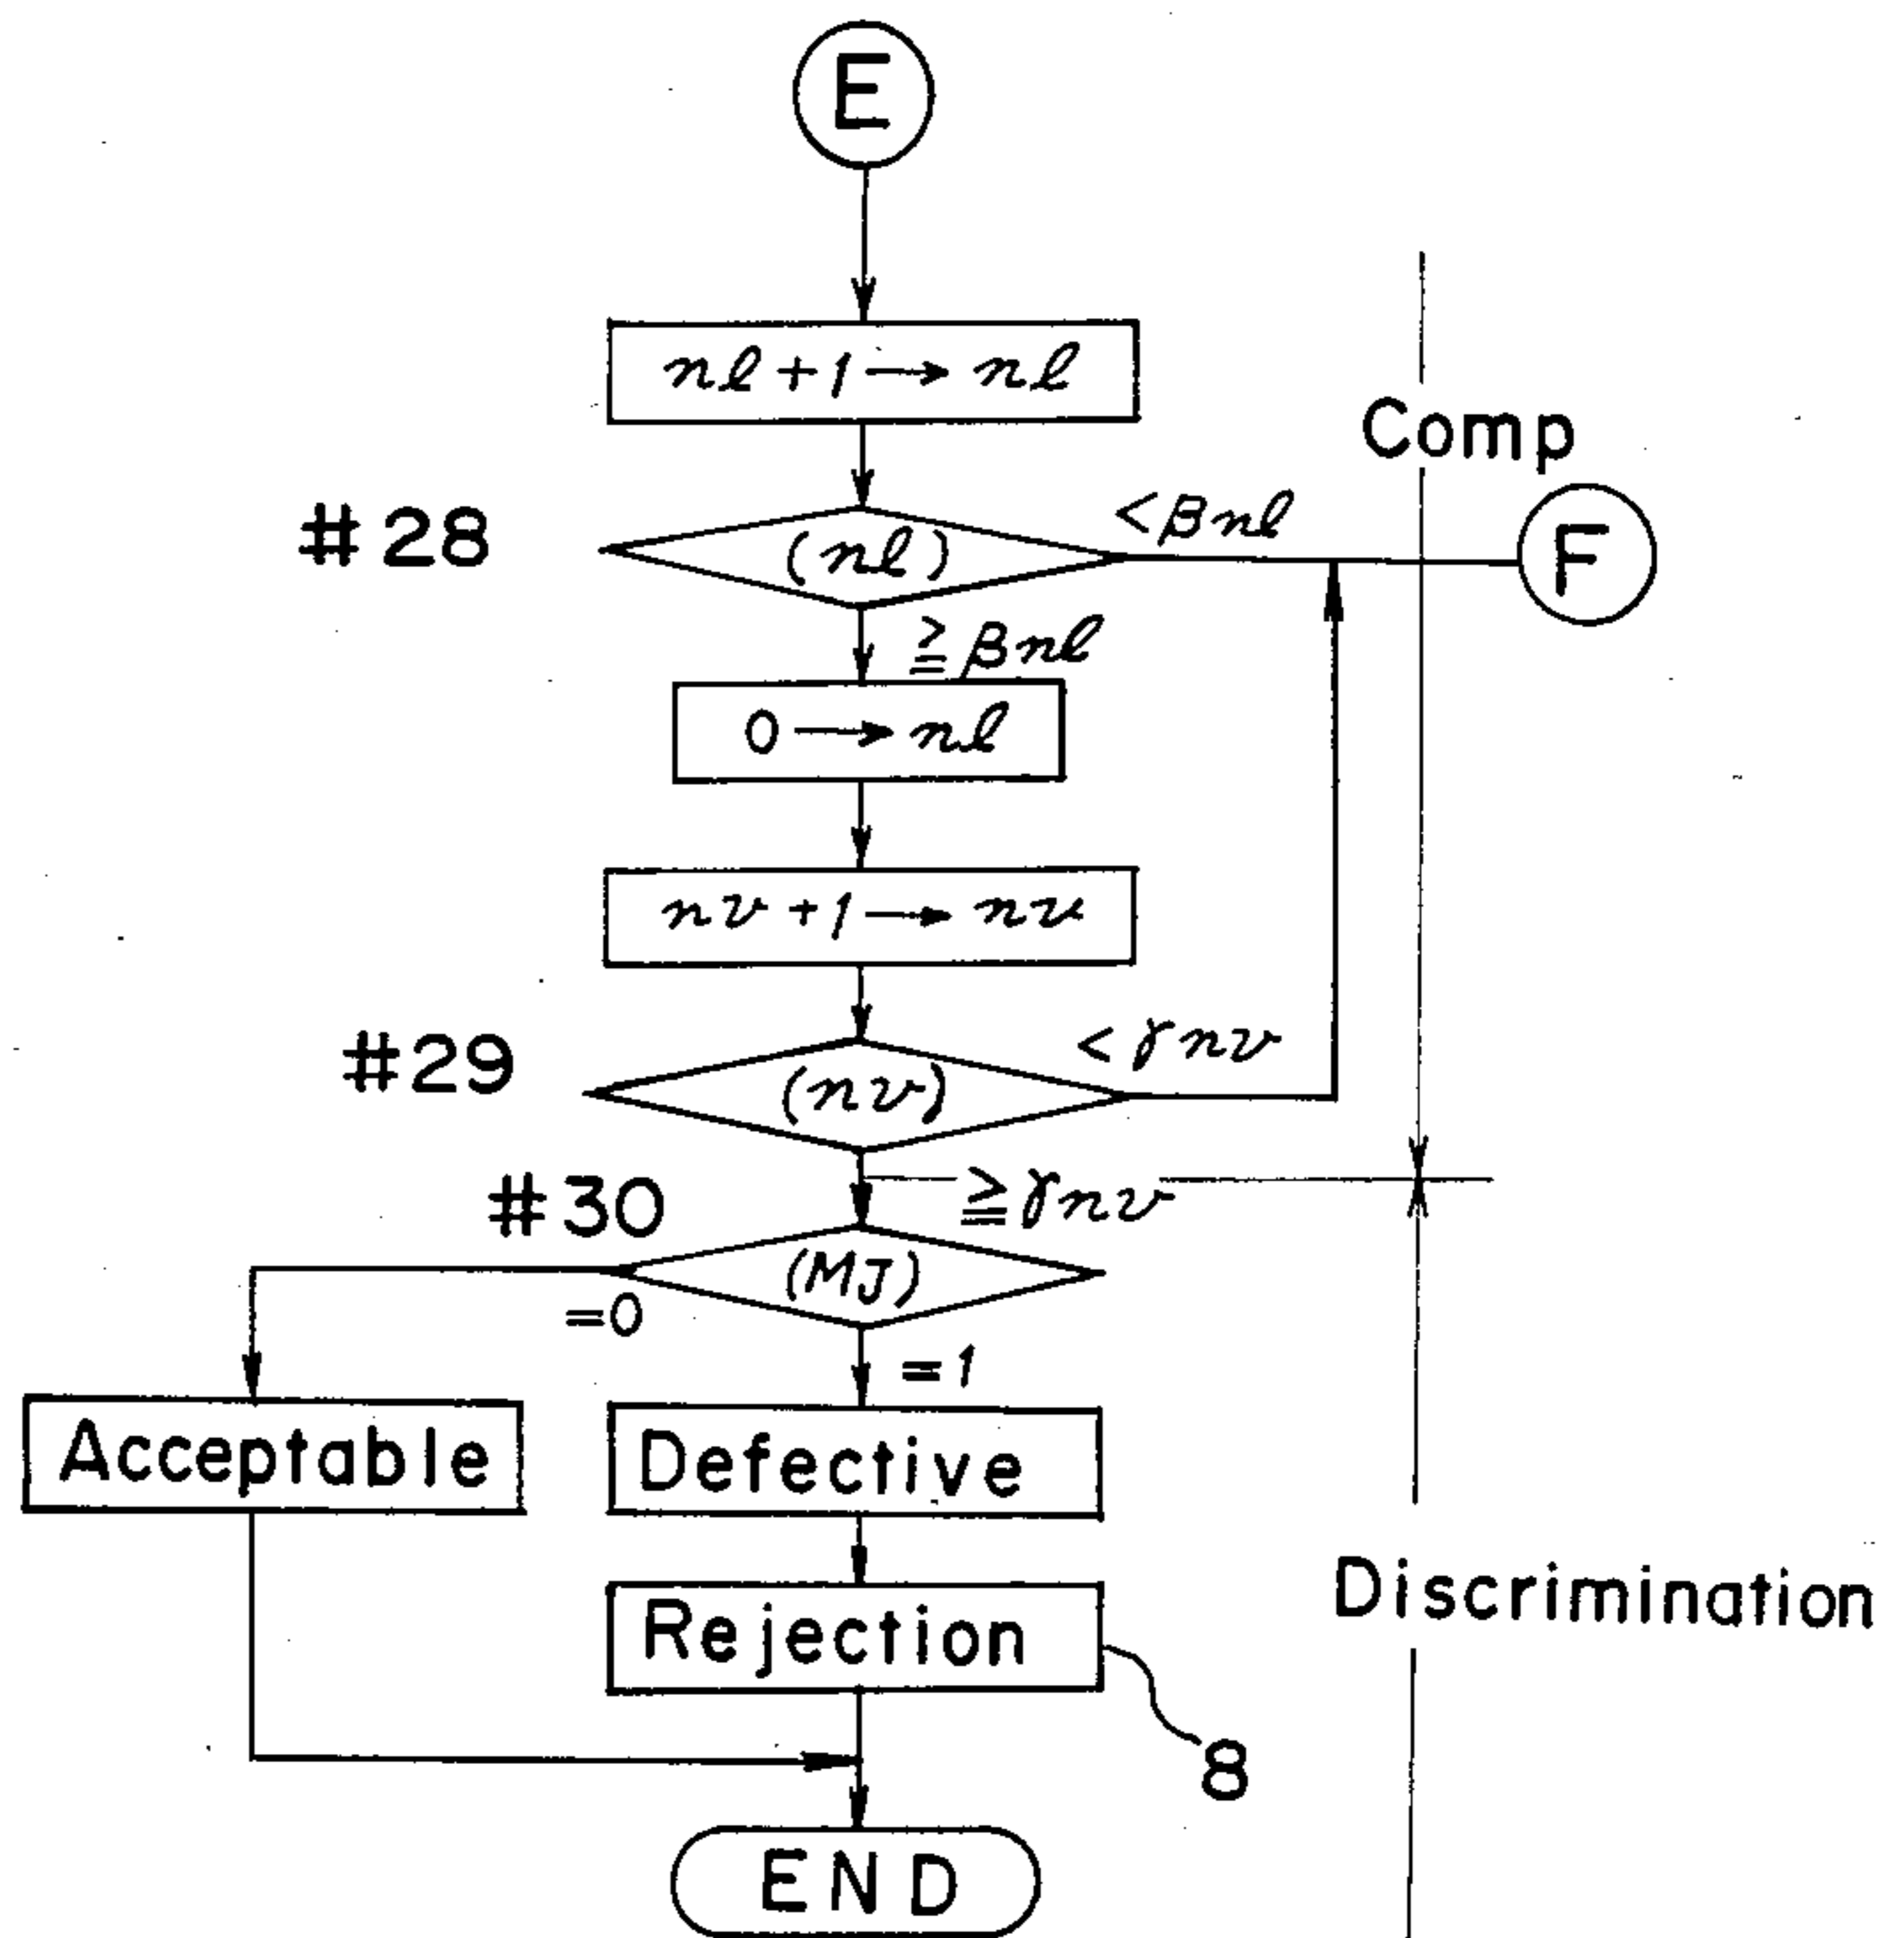 E
nl + 1 → nl
Comp
#28
(nl)
< βnl
F
≧ βnl
0 → nl
nv + 1 → nv
#29
(nv)
< γnv
≧ γnv
#30
(MJ)
=0
=1
Acceptable
Defective
Rejection
Discrimination
8
END